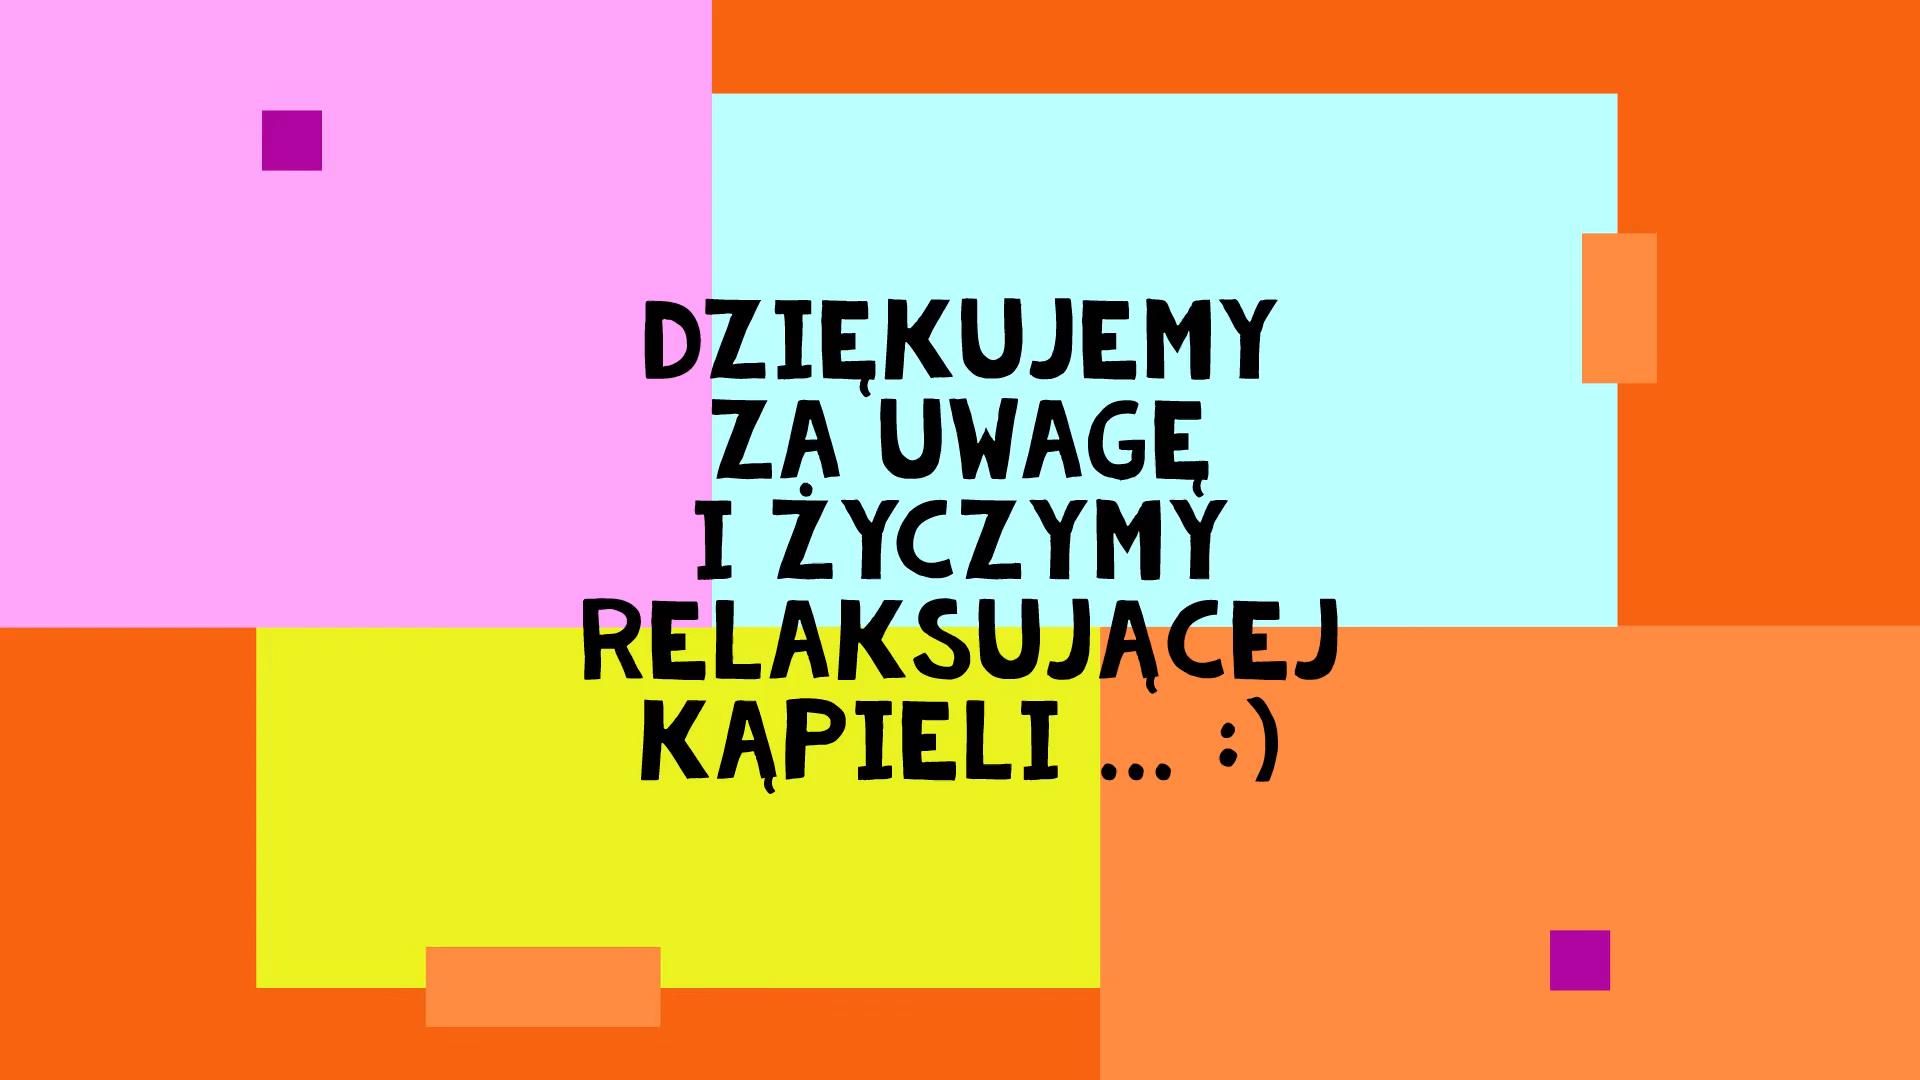 DZIĘKUJEMY
ZA UWAGĘ
I ŻYCZYMY
RELAKSUJĄCEJ
KĄPIELI ... :)